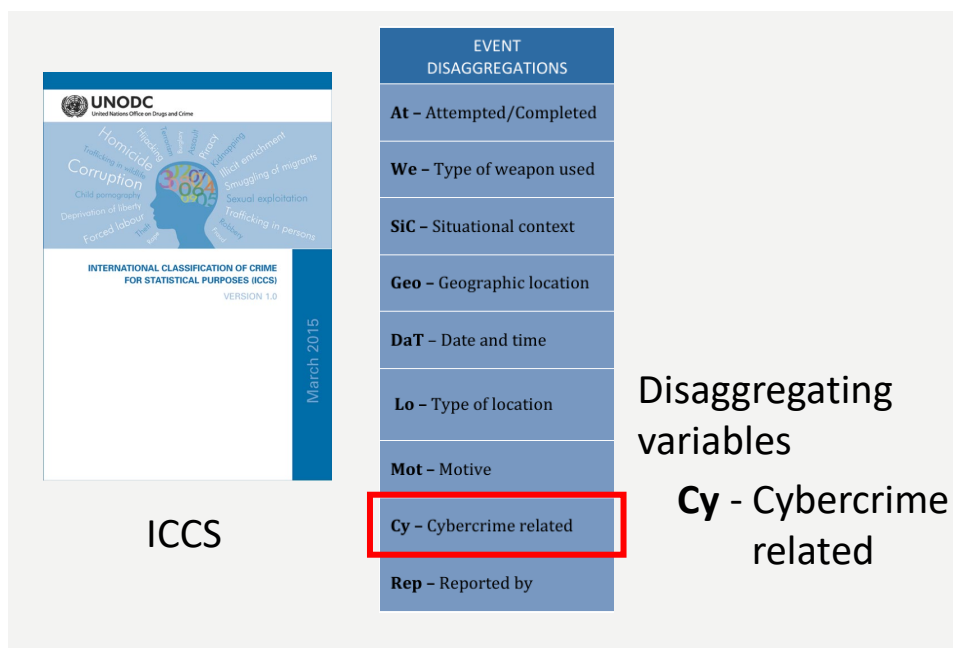 UNODC
United Nations Office on Drugs and Crime
Homicide
Hijacking
Terrorism
Burglary
Assault
Piracy
Kidnapping
Trafficking in wildlife
Illicit enrichment
Corruption
Smuggling of migrants
Child pornography
Sexual exploitation
Deprivation of liberty
Trafficking in persons
Forced labour
Theft
Rape
Fraud
Robbery
INTERNATIONAL CLASSIFICATION OF CRIME
FOR STATISTICAL PURPOSES (ICCS)
VERSION 1.0
March 2015
ICCS
EVENT
DISAGGREGATIONS
At – Attempted/Completed
We – Type of weapon used
SiC – Situational context
Geo – Geographic location
DaT – Date and time
Lo – Type of location
Mot – Motive
Cy – Cybercrime related
Rep – Reported by
Disaggregating
variables
Cy - Cybercrime
related